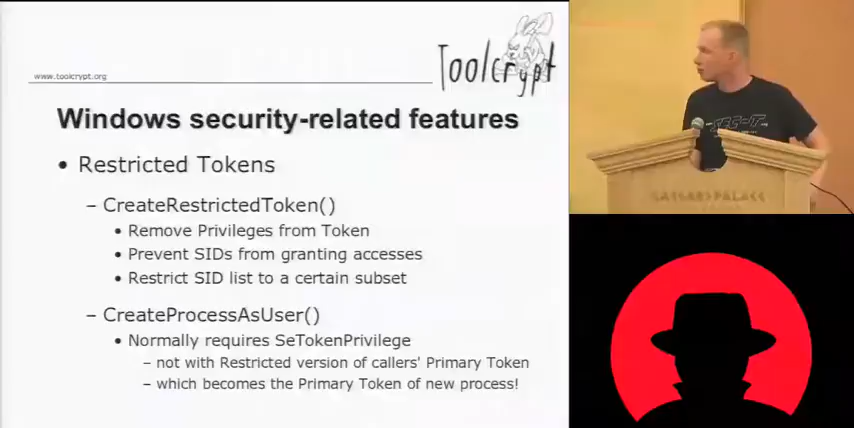 Toolcrypt
www.toolcrypt.org
Windows security-related features
• Restricted Tokens
– CreateRestrictedToken()
• Remove Privileges from Token
• Prevent SIDs from granting accesses
• Restrict SID list to a certain subset
– CreateProcessAsUser()
• Normally requires SeTokenPrivilege
– not with Restricted version of callers' Primary Token
– which becomes the Primary Token of new process!
CAESARS PALACE